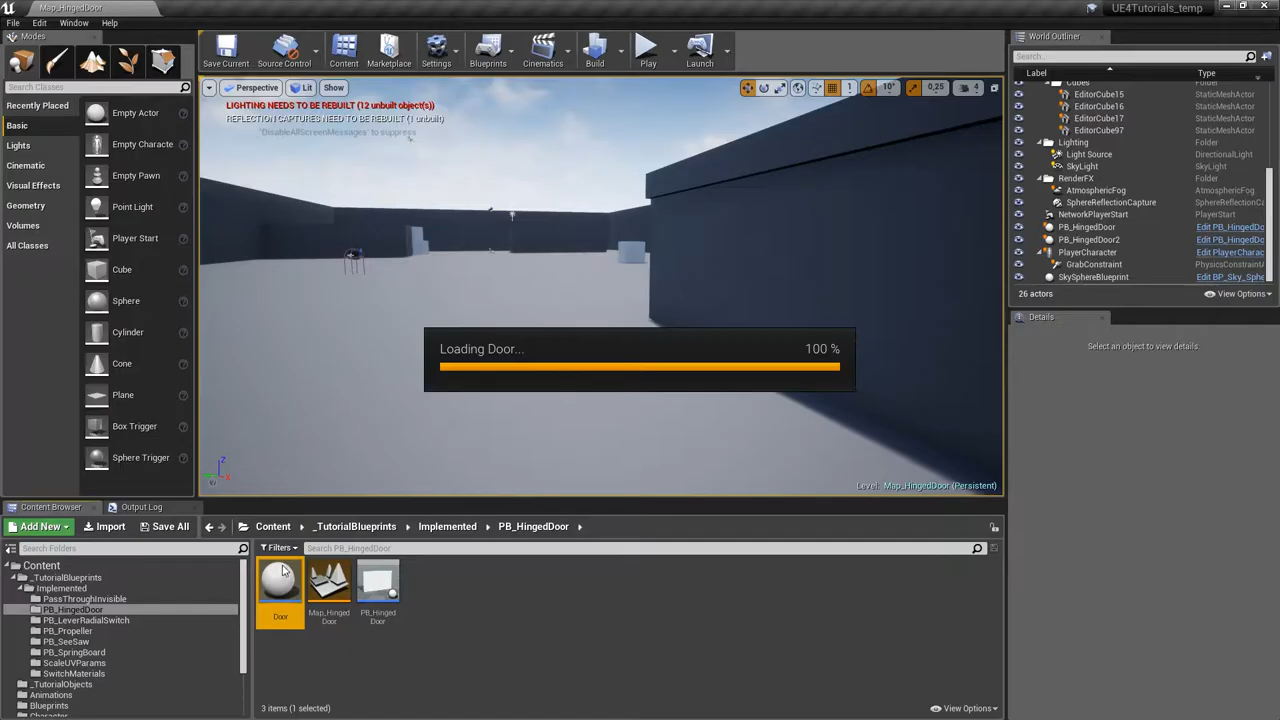 Map_HingedDoor
UE4Tutorials_temp
File Edit Window Help
Modes
Search Classes
Recently Placed
Basic
Lights
Cinematic
Visual Effects
Geometry
Volumes
All Classes
Empty Actor
Empty Characte
Empty Pawn
Point Light
Player Start
Cube
Sphere
Cylinder
Cone
Plane
Box Trigger
Sphere Trigger
Save Current
Source Control
Content
Marketplace
Settings
Blueprints
Cinematics
Build
Play
Launch
Perspective
Lit
Show
10°
0,25
4
LIGHTING NEEDS TO BE REBUILT (12 unbuilt object(s))
REFLECTION CAPTURES NEED TO BE REBUILT (1 unbuilt)
'DisableAllScreenMessages' to suppress
Loading Door... 100 %
Z
X
Level: Map_HingedDoor (Persistent)
World Outliner
Search...
Label Type
Cubes Folder
EditorCube15 StaticMeshActor
EditorCube16 StaticMeshActor
EditorCube17 StaticMeshActor
EditorCube97 StaticMeshActor
Lighting Folder
Light Source DirectionalLight
SkyLight SkyLight
RenderFX Folder
AtmosphericFog AtmosphericFog
SphereReflectionCapture SphereReflectionCa
NetworkPlayerStart PlayerStart
PB_HingedDoor Edit PB_HingedDo
PB_HingedDoor2 Edit PB_HingedDo
PlayerCharacter Edit PlayerCharac
GrabConstraint PhysicsConstraintA
SkySphereBlueprint Edit BP_Sky_Sphe
26 actors
View Options
Details
Select an object to view details.
Content Browser
Output Log
Add New
Import
Save All
Content
_TutorialBlueprints
Implemented
PB_HingedDoor
Search Folders
Filters
Search PB_HingedDoor
Content
_TutorialBlueprints
Implemented
PassThroughInvisible
PB_HingedDoor
PB_LeverRadialSwitch
PB_Propeller
PB_SeeSaw
PB_SpringBoard
ScaleUVParams
SwitchMaterials
_TutorialObjects
Animations
Blueprints
Door
Map_Hinged
Door
PB_Hinged
Door
3 items (1 selected)
View Options